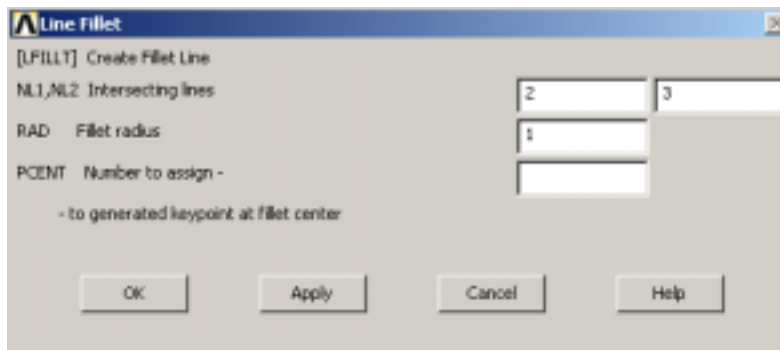 Line Fillet
[LFILLT] Create Fillet Line
NL1,NL2 Intersecting lines 2 3
RAD Fillet radius 1
PCENT Number to assign -
- to generated keypoint at fillet center
OK Apply Cancel Help